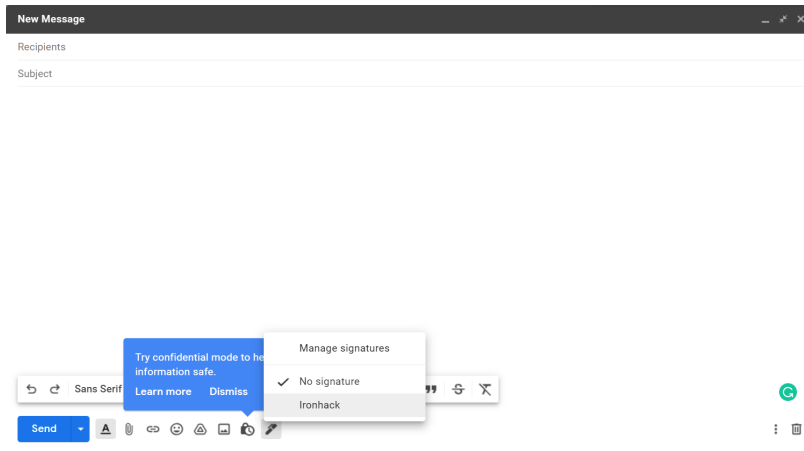 New Message
Recipients
Subject
Manage signatures
Try confidential mode to he
information safe.
Learn more Dismiss
No signature
Ironhack
Sans Serif
Send